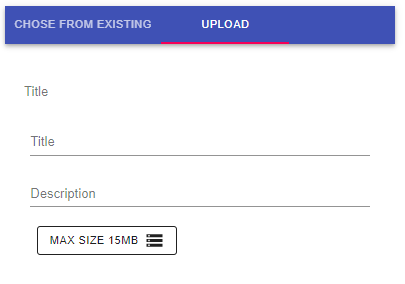 CHOSE FROM EXISTING UPLOAD
Title
Title
Description
MAX SIZE 15MB